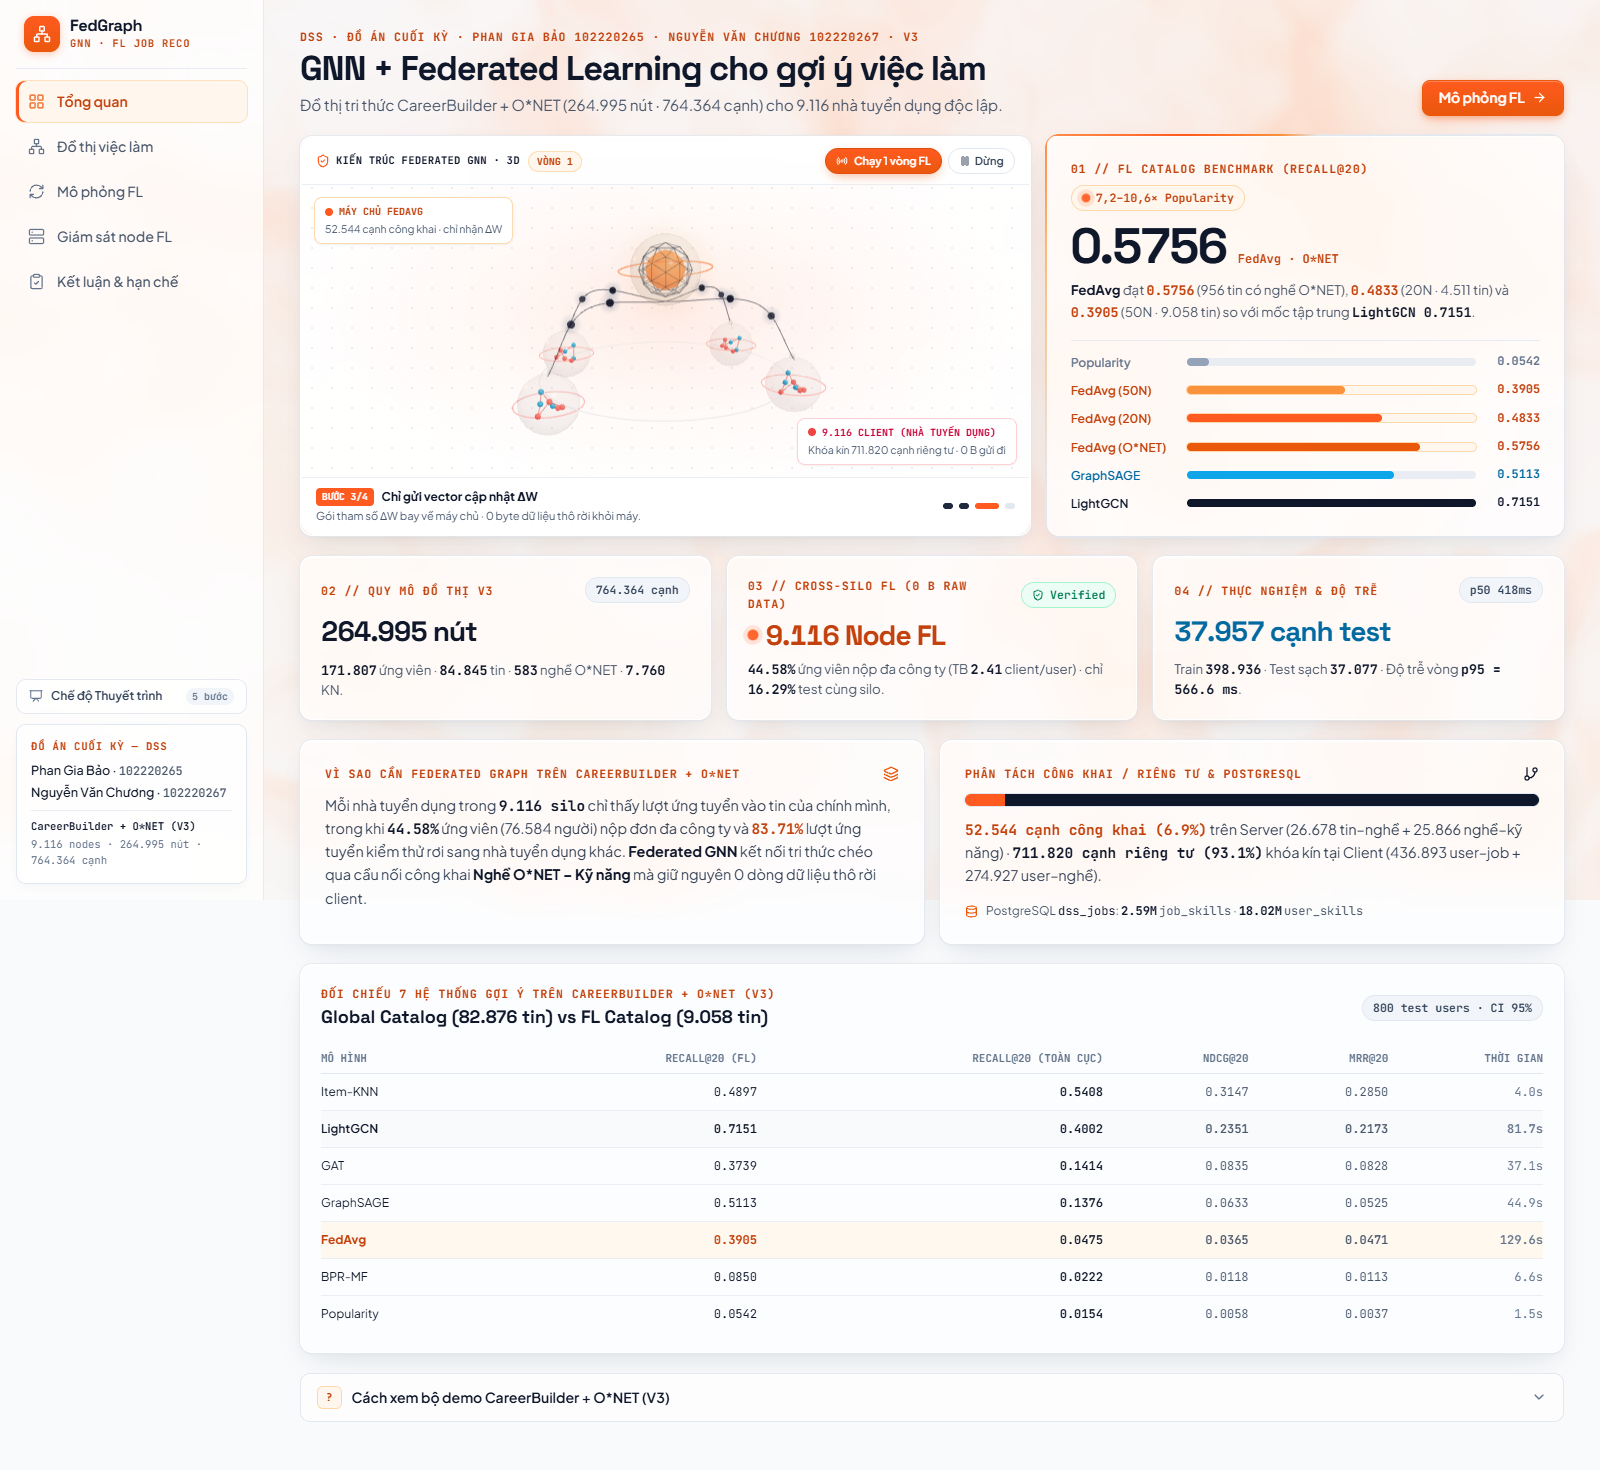 FedGraph
GNN · FL JOB RECO
Tổng quan
Đồ thị việc làm
Mô phỏng FL
Giám sát node FL
Kết luận & hạn chế
Chế độ Thuyết trình 5 bước
ĐỒ ÁN CUỐI KỲ — DSS
Phan Gia Bảo · 102220265
Nguyễn Văn Chương · 102220267
CareerBuilder + O*NET (V3)
9.116 nodes · 264.995 nút ·
764.364 cạnh
DSS · ĐỒ ÁN CUỐI KỲ · PHAN GIA BẢO 102220265 · NGUYỄN VĂN CHƯƠNG 102220267 · V3
GNN + Federated Learning cho gợi ý việc làm
Đồ thị tri thức CareerBuilder + O*NET (264.995 nút · 764.364 cạnh) cho 9.116 nhà tuyển dụng độc lập.
Mô phỏng FL →
KIẾN TRÚC FEDERATED GNN · 3D VÒNG 1
Chạy 1 vòng FL Dừng
MÁY CHỦ FEDAVG
52.544 cạnh công khai · chỉ nhận ΔW
9.116 CLIENT (NHÀ TUYỂN DỤNG)
Khóa kín 711.820 cạnh riêng tư · 0 B gửi đi
BƯỚC 3/4 Chỉ gửi vector cập nhật ΔW
Gói tham số ΔW bay về máy chủ · 0 byte dữ liệu thô rời khỏi máy.
01 // FL CATALOG BENCHMARK (RECALL@20)
7,2–10,6× Popularity
0.5756 FedAvg · O*NET
FedAvg đạt 0.5756 (956 tin có nghề O*NET), 0.4833 (20N · 4.511 tin) và
0.3905 (50N · 9.058 tin) so với mốc tập trung LightGCN 0.7151.
Popularity 0.0542
FedAvg (50N) 0.3905
FedAvg (20N) 0.4833
FedAvg (O*NET) 0.5756
GraphSAGE 0.5113
LightGCN 0.7151
02 // QUY MÔ ĐỒ THỊ V3 764.364 cạnh
264.995 nút
171.807 ứng viên · 84.845 tin · 583 nghề O*NET · 7.760
KN.
03 // CROSS-SILO FL (0 B RAW
DATA)
Verified
9.116 Node FL
44.58% ứng viên nộp đa công ty (TB 2.41 client/user) · chỉ
16.29% test cùng silo.
04 // THỰC NGHIỆM & ĐỘ TRỄ p50 418ms
37.957 cạnh test
Train 398.936 · Test sạch 37.077 · Độ trễ vòng p95 =
566.6 ms.
VÌ SAO CẦN FEDERATED GRAPH TRÊN CAREERBUILDER + O*NET
Mỗi nhà tuyển dụng trong 9.116 silo chỉ thấy lượt ứng tuyển vào tin của chính mình,
trong khi 44.58% ứng viên (76.584 người) nộp đơn đa công ty và 83.71% lượt ứng
tuyển kiểm thử rơi sang nhà tuyển dụng khác. Federated GNN kết nối tri thức chéo
qua cầu nối công khai Nghề O*NET – Kỹ năng mà giữ nguyên 0 dòng dữ liệu thô rời
client.
PHÂN TÁCH CÔNG KHAI / RIÊNG TƯ & POSTGRESQL
52.544 cạnh công khai (6.9%) trên Server (26.678 tin–nghề + 25.866 nghề–kỹ
năng) · 711.820 cạnh riêng tư (93.1%) khóa kín tại Client (436.893 user–job +
274.927 user–nghề).
PostgreSQL dss_jobs: 2.59M job_skills · 18.02M user_skills
ĐỐI CHIẾU 7 HỆ THỐNG GỢI Ý TRÊN CAREERBUILDER + O*NET (V3)
Global Catalog (82.876 tin) vs FL Catalog (9.058 tin)
800 test users · CI 95%
MÔ HÌNH RECALL@20 (FL) RECALL@20 (TOÀN CỤC) NDCG@20 MRR@20 THỜI GIAN
Item-KNN 0.4897 0.5408 0.3147 0.2850 4.0s
LightGCN 0.7151 0.4002 0.2351 0.2173 81.7s
GAT 0.3739 0.1414 0.0835 0.0828 37.1s
GraphSAGE 0.5113 0.1376 0.0633 0.0525 44.9s
FedAvg 0.3905 0.0475 0.0365 0.0471 129.6s
BPR-MF 0.0850 0.0222 0.0118 0.0113 6.6s
Popularity 0.0542 0.0154 0.0058 0.0037 1.5s
? Cách xem bộ demo CareerBuilder + O*NET (V3)